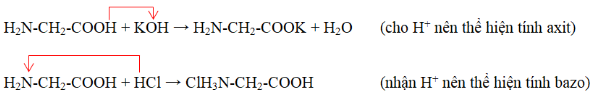 H₂N-CH₂-COOH + KOH → H₂N-CH₂-COOK + H₂O (cho H⁺ nên thể hiện tính axit)
H₂N-CH₂-COOH + HCl → ClH₃N-CH₂-COOH (nhận H⁺ nên thể hiện tính bazo)